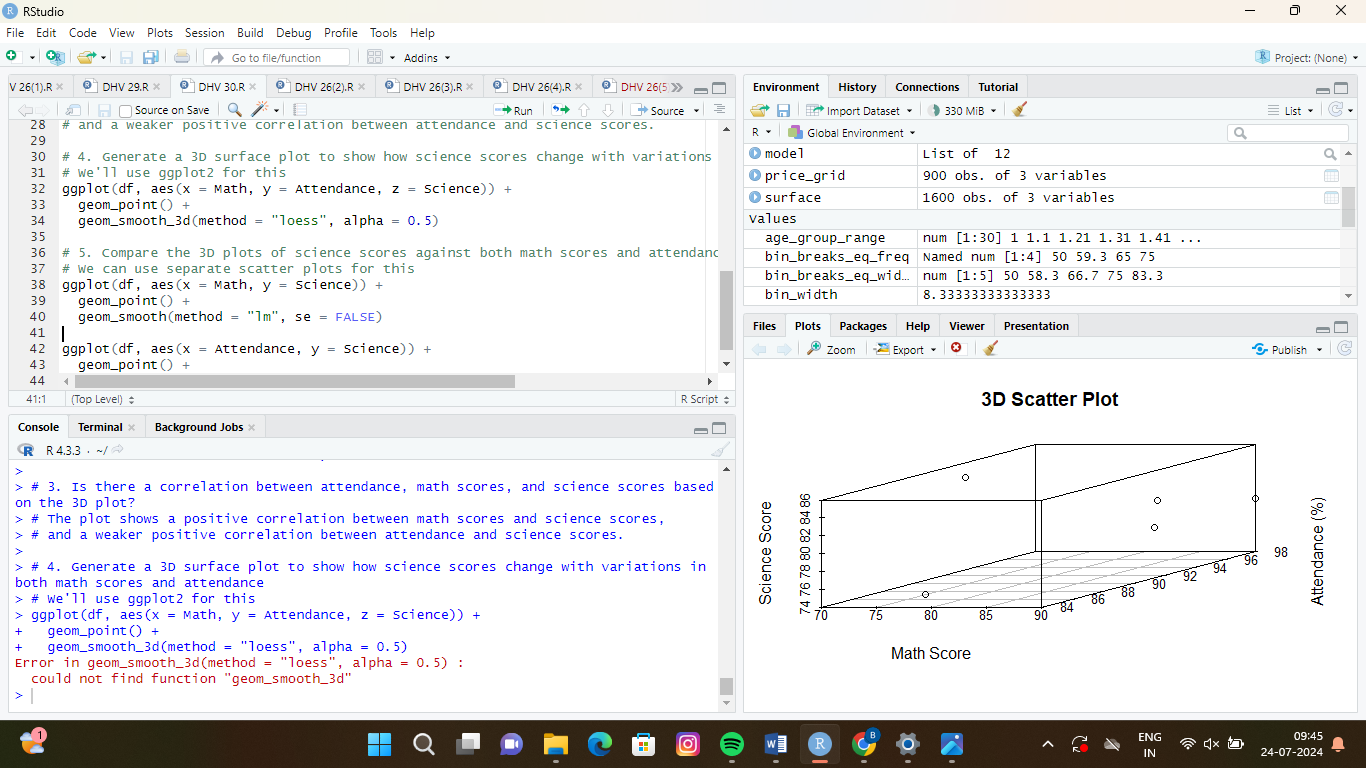 RStudio
File Edit Code View Plots Session Build Debug Profile Tools Help
Go to file/function Addins Project: (None)
V 26(1).R DHV 29.R DHV 30.R DHV 26(2).R DHV 26(3).R DHV 26(4).R DHV 26(5
Source on Save Run Source
28 # and a weaker positive correlation between attendance and science scores.
29
30 # 4. Generate a 3D surface plot to show how science scores change with variations
31 # We'll use ggplot2 for this
32 ggplot(df, aes(x = Math, y = Attendance, z = Science)) +
33 geom_point() +
34 geom_smooth_3d(method = "loess", alpha = 0.5)
35
36 # 5. Compare the 3D plots of science scores against both math scores and attendanc
37 # We can use separate scatter plots for this
38 ggplot(df, aes(x = Math, y = Science)) +
39 geom_point() +
40 geom_smooth(method = "lm", se = FALSE)
41
42 ggplot(df, aes(x = Attendance, y = Science)) +
43 geom_point() +
44
41:1 (Top Level) R Script
Console Terminal Background Jobs
R 4.3.3 · ~/
>
> # 3. Is there a correlation between attendance, math scores, and science scores based
on the 3D plot?
> # The plot shows a positive correlation between math scores and science scores,
> # and a weaker positive correlation between attendance and science scores.
>
> # 4. Generate a 3D surface plot to show how science scores change with variations in
both math scores and attendance
> # We'll use ggplot2 for this
> ggplot(df, aes(x = Math, y = Attendance, z = Science)) +
+ geom_point() +
+ geom_smooth_3d(method = "loess", alpha = 0.5)
Error in geom_smooth_3d(method = "loess", alpha = 0.5) :
could not find function "geom_smooth_3d"
>
Environment History Connections Tutorial
Import Dataset 330 MiB List
R Global Environment
model List of 12
price_grid 900 obs. of 3 variables
surface 1600 obs. of 3 variables
Values
age_group_range num [1:30] 1 1.1 1.21 1.31 1.41 ...
bin_breaks_eq_freq Named num [1:4] 50 59.3 65 75
bin_breaks_eq_wid… num [1:5] 50 58.3 66.7 75 83.3
bin_width 8.33333333333333
Files Plots Packages Help Viewer Presentation
Zoom Export Publish
3D Scatter Plot
Science Score
74 76 78 80 82 84 86
70 75 80 85 90
84 86 88 90 92 94 96 98
Attendance (%)
Math Score
1
B
ENG
IN
09:45
24-07-2024